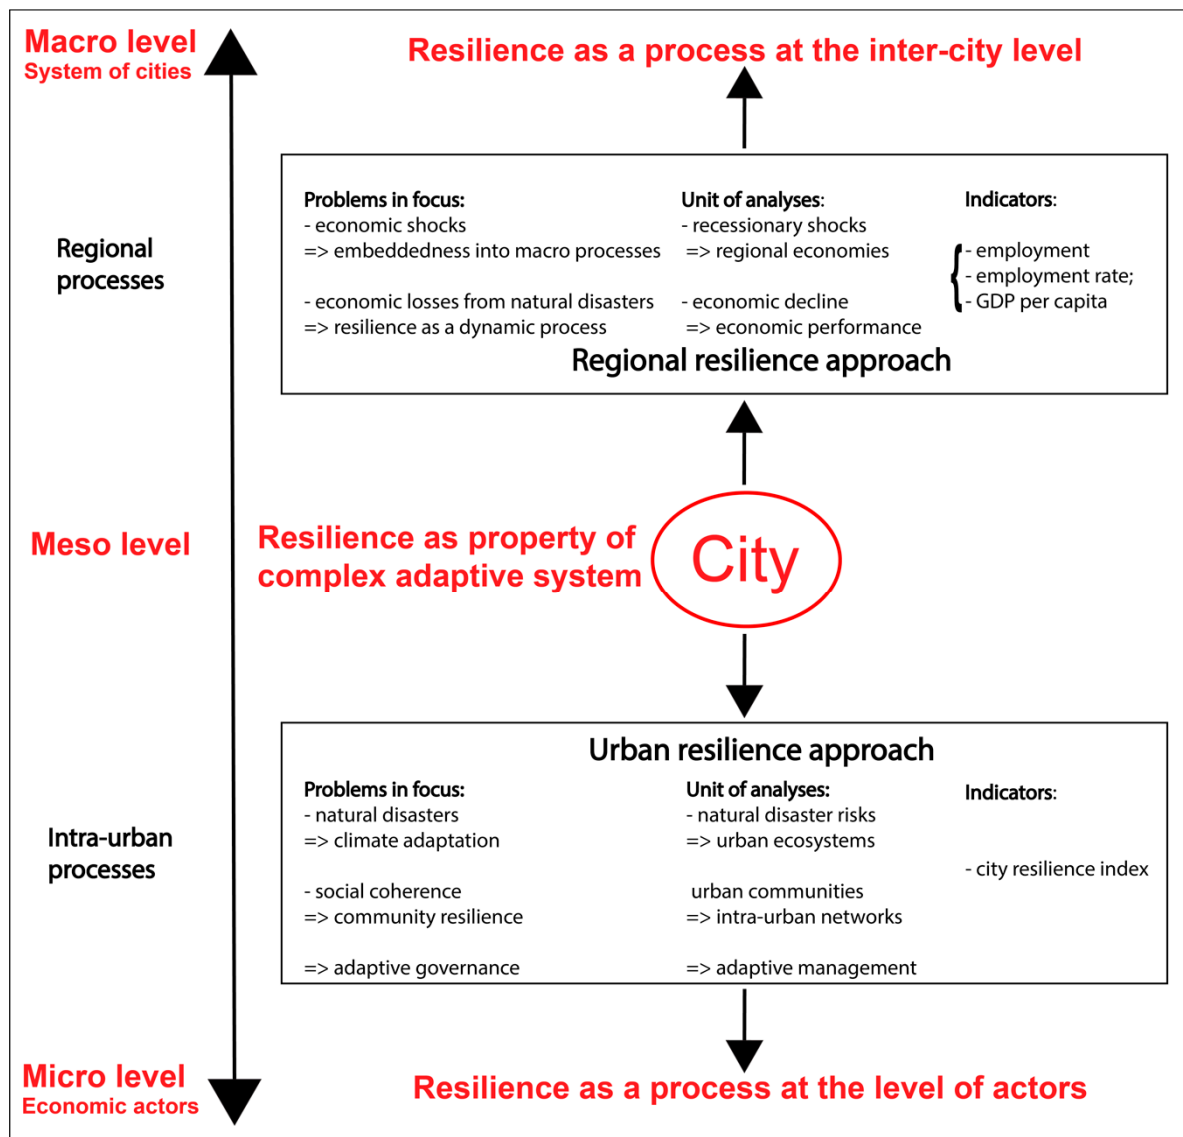 Macro level
System of cities
Resilience as a process at the inter-city level
Regional
processes
Problems in focus:
- economic shocks
=> embeddedness into macro processes
- economic losses from natural disasters
=> resilience as a dynamic process
Unit of analyses:
- recessionary shocks
=> regional economies
- economic decline
=> economic performance
Indicators:
- employment
- employment rate;
- GDP per capita
Regional resilience approach
Meso level
Resilience as property of
complex adaptive system
City
Urban resilience approach
Intra-urban
processes
Problems in focus:
- natural disasters
=> climate adaptation
- social coherence
=> community resilience
=> adaptive governance
Unit of analyses:
- natural disaster risks
=> urban ecosystems
urban communities
=> intra-urban networks
=> adaptive management
Indicators:
- city resilience index
Micro level
Economic actors
Resilience as a process at the level of actors